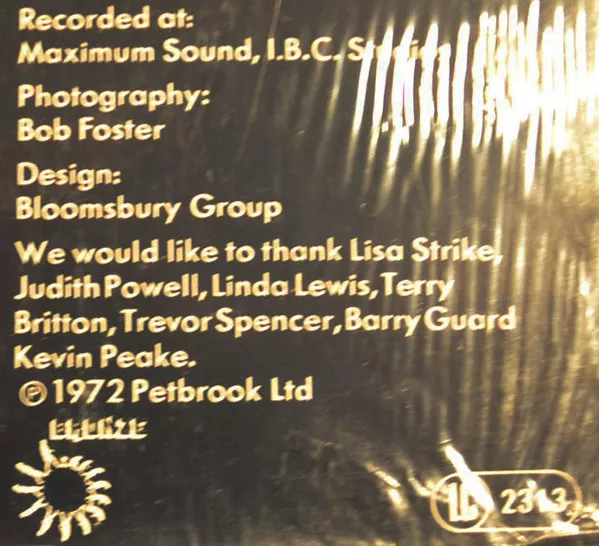 Recorded at:
Maximum Sound, I.B.C.
Photography:
Bob Foster
Design:
Bloomsbury Group
We would like to thank Lisa Strike,
Judith Powell, Linda Lewis, Terry
Britton, Trevor Spencer, Barry Guard
Kevin Peake.
Ⓟ 1972 Petbrook Ltd